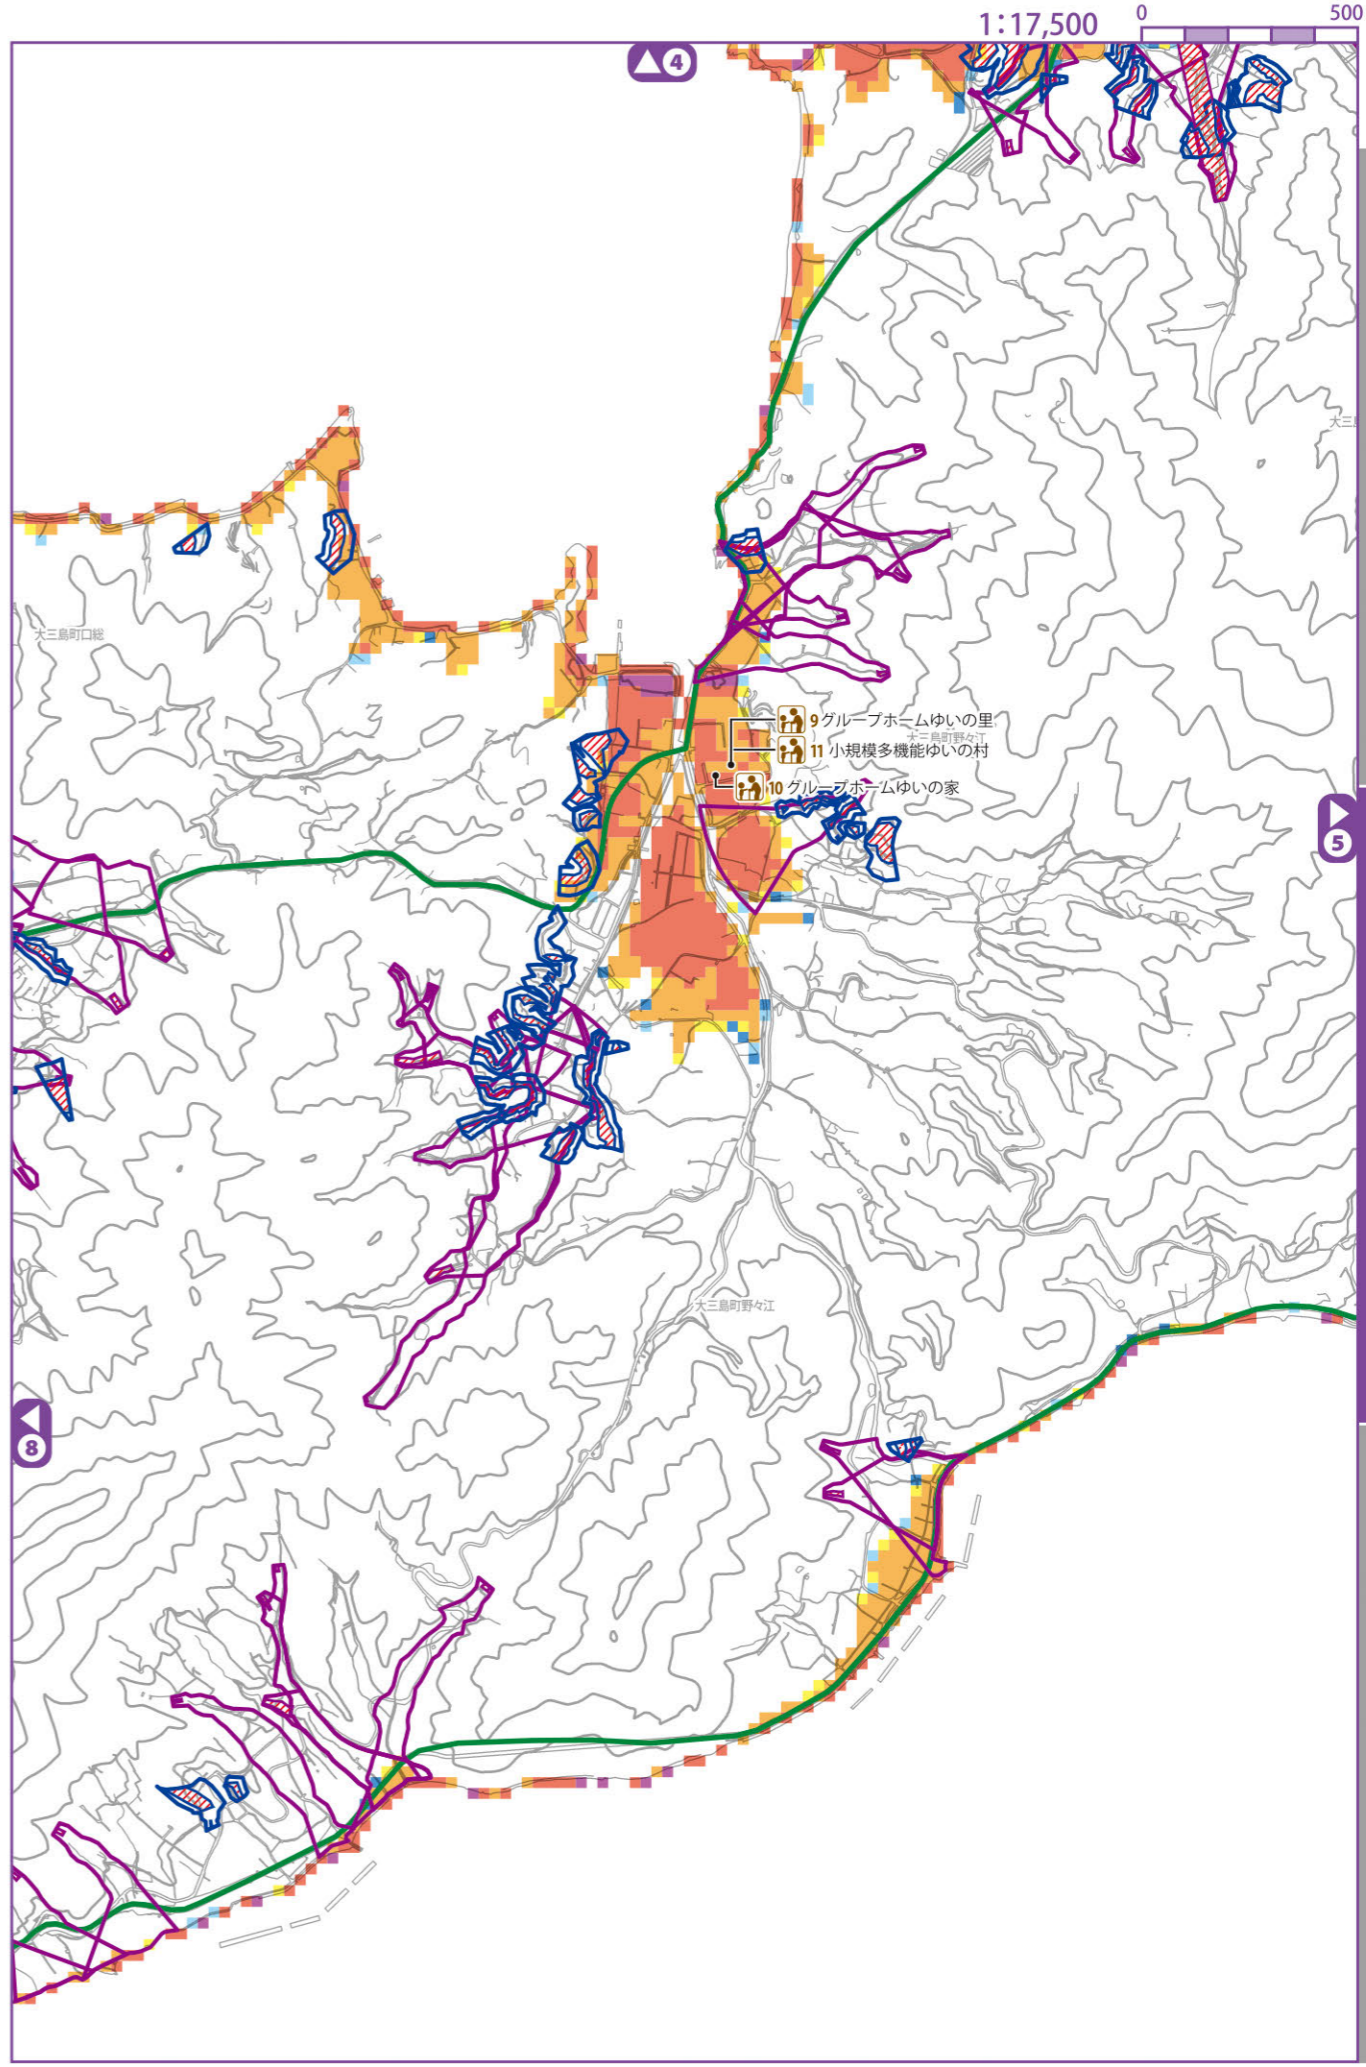 1:17,500
0
500
4
大三島町口総
9 グループホームゆいの里
大三島町野々江
11 小規模多機能ゆいの村
10 グループホームゆいの家
5
8
大三島町野々江